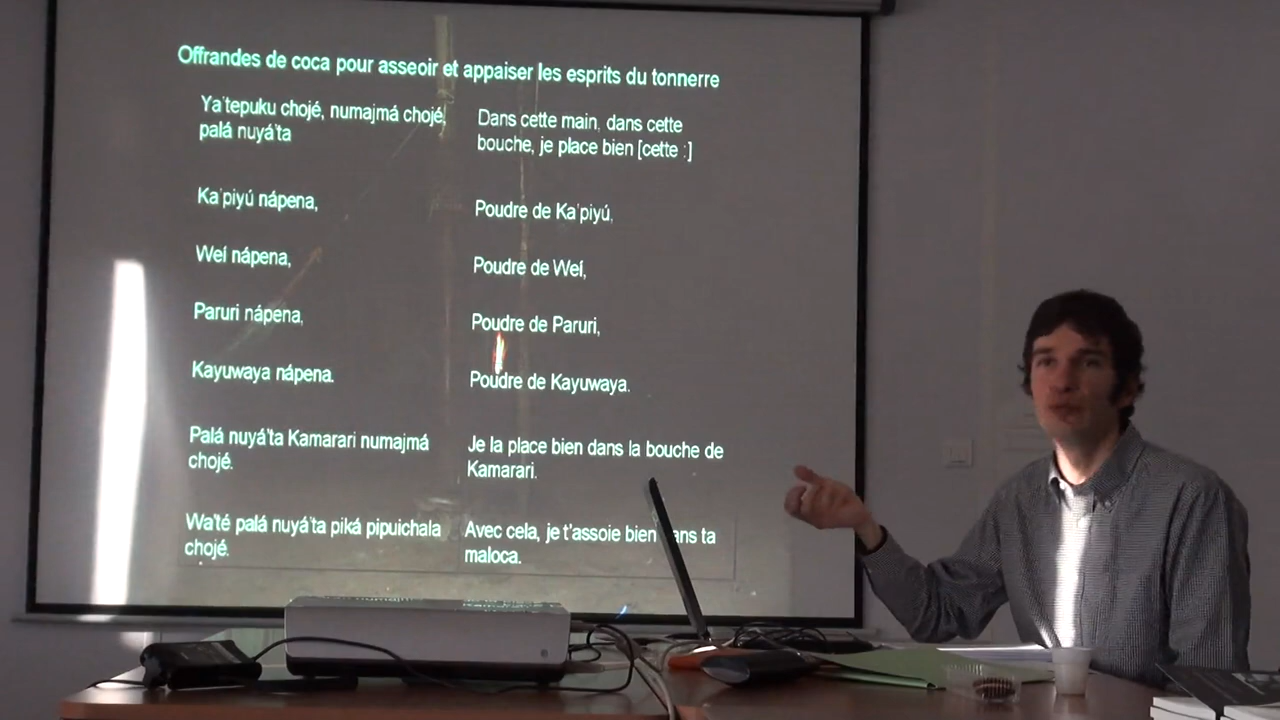 Offrandes de coca pour asseoir et appaiser les esprits du tonnerre
Ya'tepuku chojé, numajmá chojé,
palá nuyá'ta
Dans cette main, dans cette
bouche, je place bien [cette :]
Ka'piyú nápena,
Poudre de Ka'piyú,
Weí nápena,
Poudre de Weí,
Paruri nápena,
Poudre de Paruri,
Kayuwaya nápena.
Poudre de Kayuwaya.
Palá nuyá'ta Kamarari numajmá
chojé.
Je la place bien dans la bouche de
Kamarari.
Wa'té palá nuyá'ta piká pipuichala
chojé.
Avec cela, je t'assoie bien dans ta
maloca.